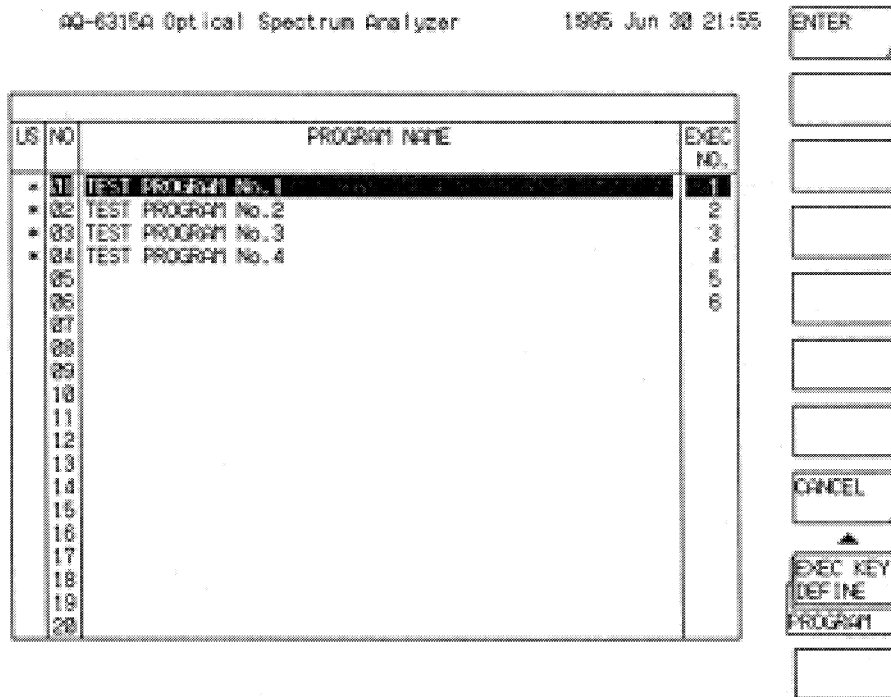 AQ-6315A Optical Spectrum Analyzer 1995 Jun 30 21:55
ENTER
US NO PROGRAM NAME EXEC NO.
* 01 TEST PROGRAM No.1 1
* 02 TEST PROGRAM No.2 2
* 03 TEST PROGRAM No.3 3
* 04 TEST PROGRAM No.4 4
05 5
06 6
07
08
09
10
11
12
13
14
15
16
17
18
19
20
CANCEL
EXEC KEY
DEFINE
PROGRAM